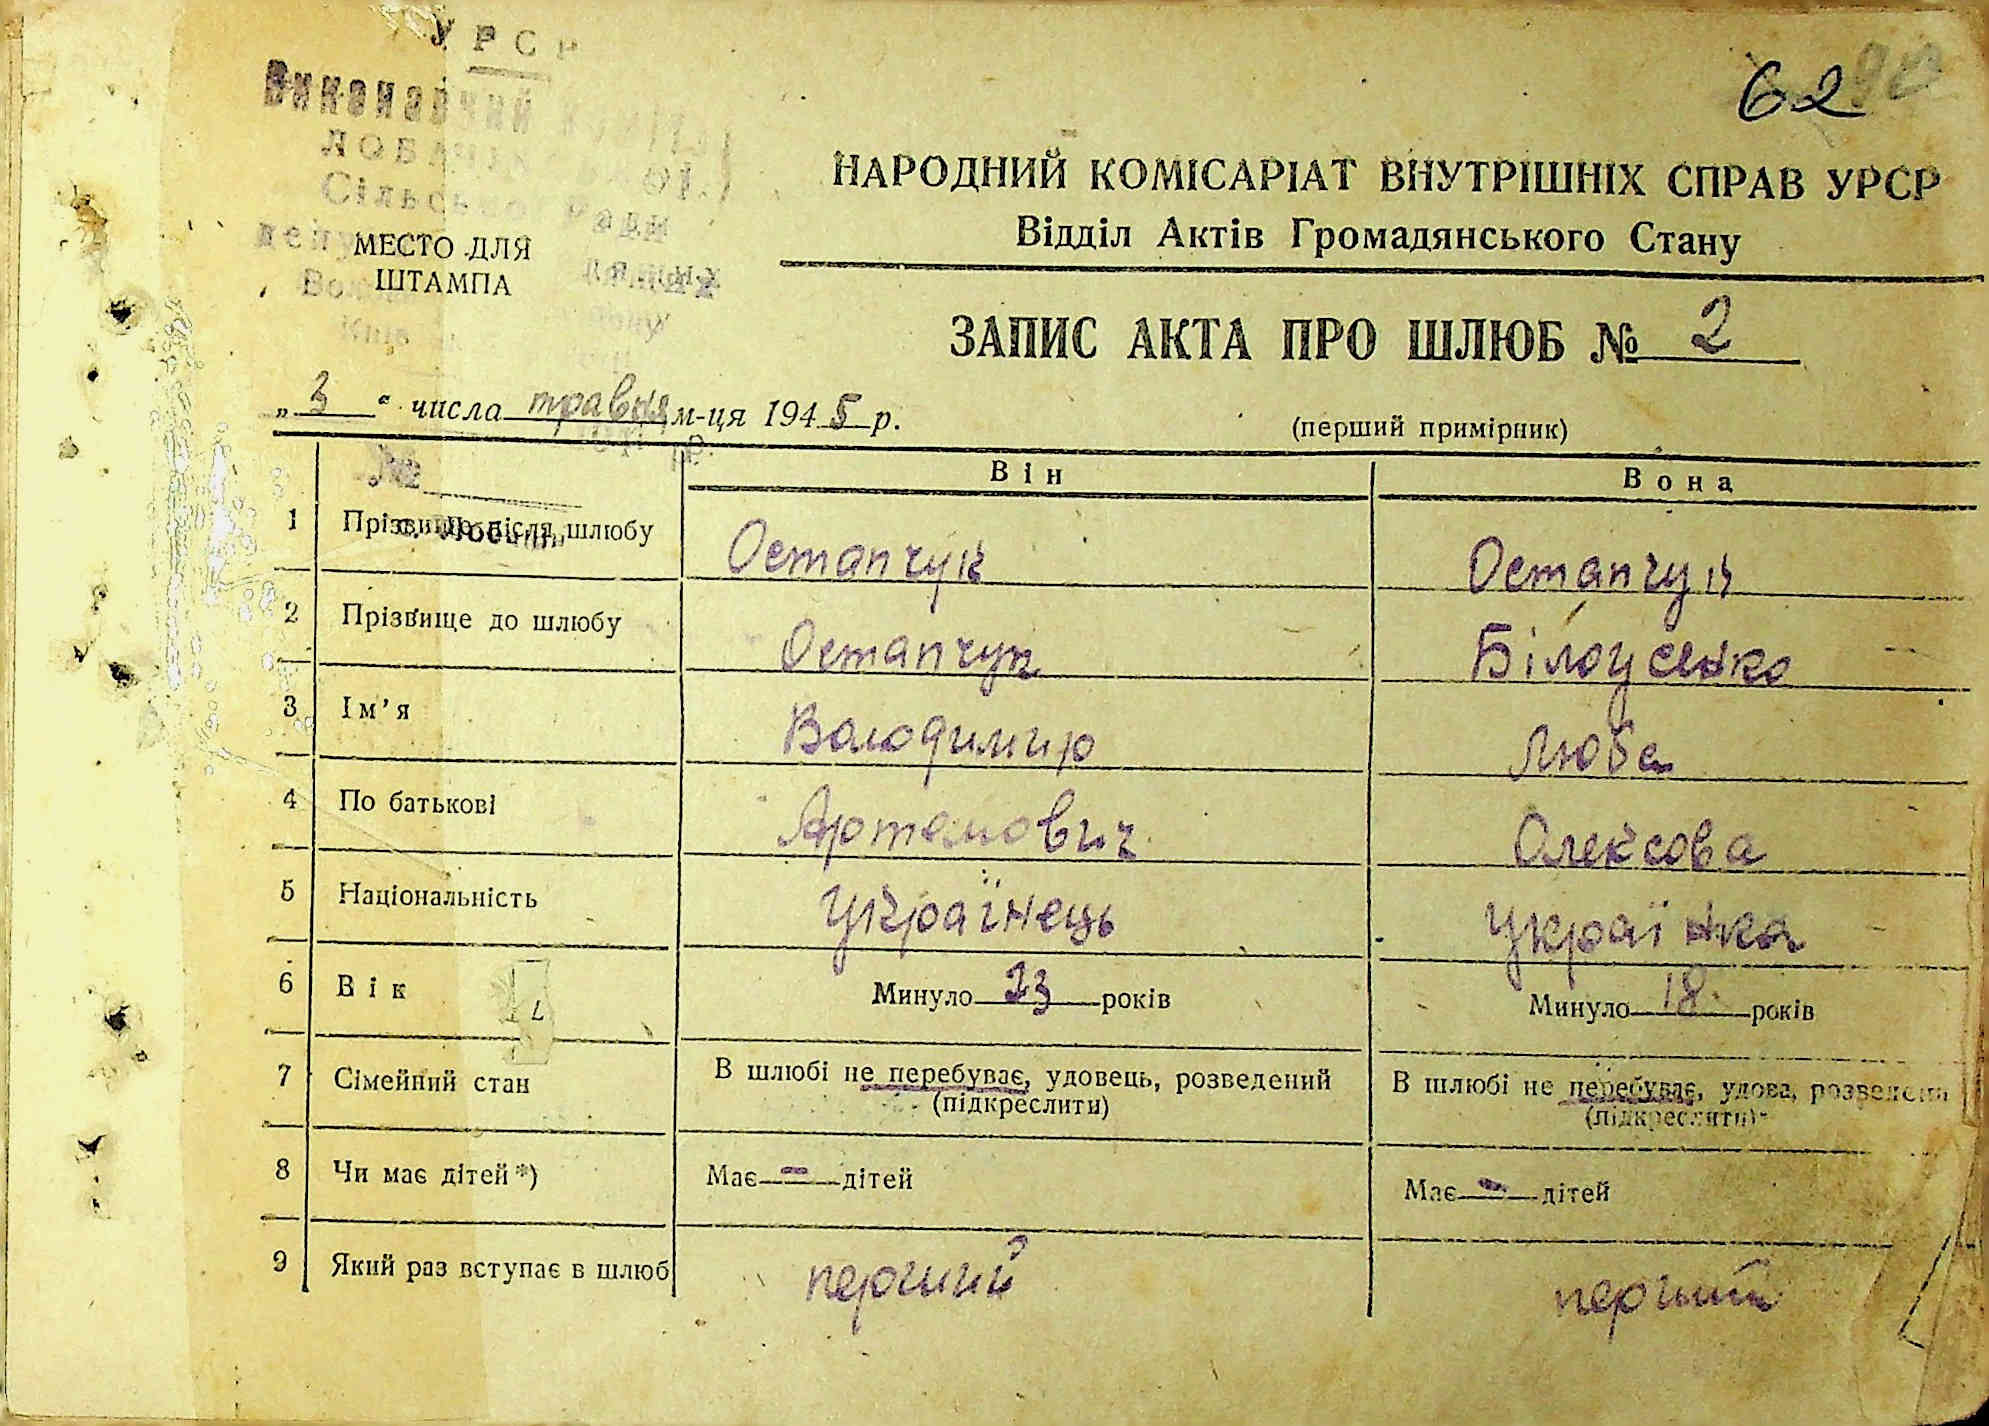 УРСР
Виконавчий
62
Сільсько
НАРОДНИЙ КОМІСАРІАТ ВНУТРІШНІХ СПРАВ УРСР
Відділ Актів Громадянського Стану
МЕСТО ДЛЯ
ШТАМПА
ЗАПИС АКТА ПРО ШЛЮБ № 2
„ 3 “ числа травня м-ця 1945 р.
(перший примірник)
№
Він Вона
1 Прізвище після шлюбу Остапчук Остапчук
2 Прізвище до шлюбу Остапчук Білоусенко
3 Ім'я Володимир Люба
4 По батькові Артемович Олексова
5 Національність Українець Українка
6 Вік Минуло 23 років Минуло 18 років
7 Сімейний стан В шлюбі не перебуває, удовець, розведений В шлюбі не перебуває, удова, розведена
(підкреслити) (підкреслити)
8 Чи має дітей *) Має – дітей Має – дітей
9 Який раз вступає в шлюб перший перший